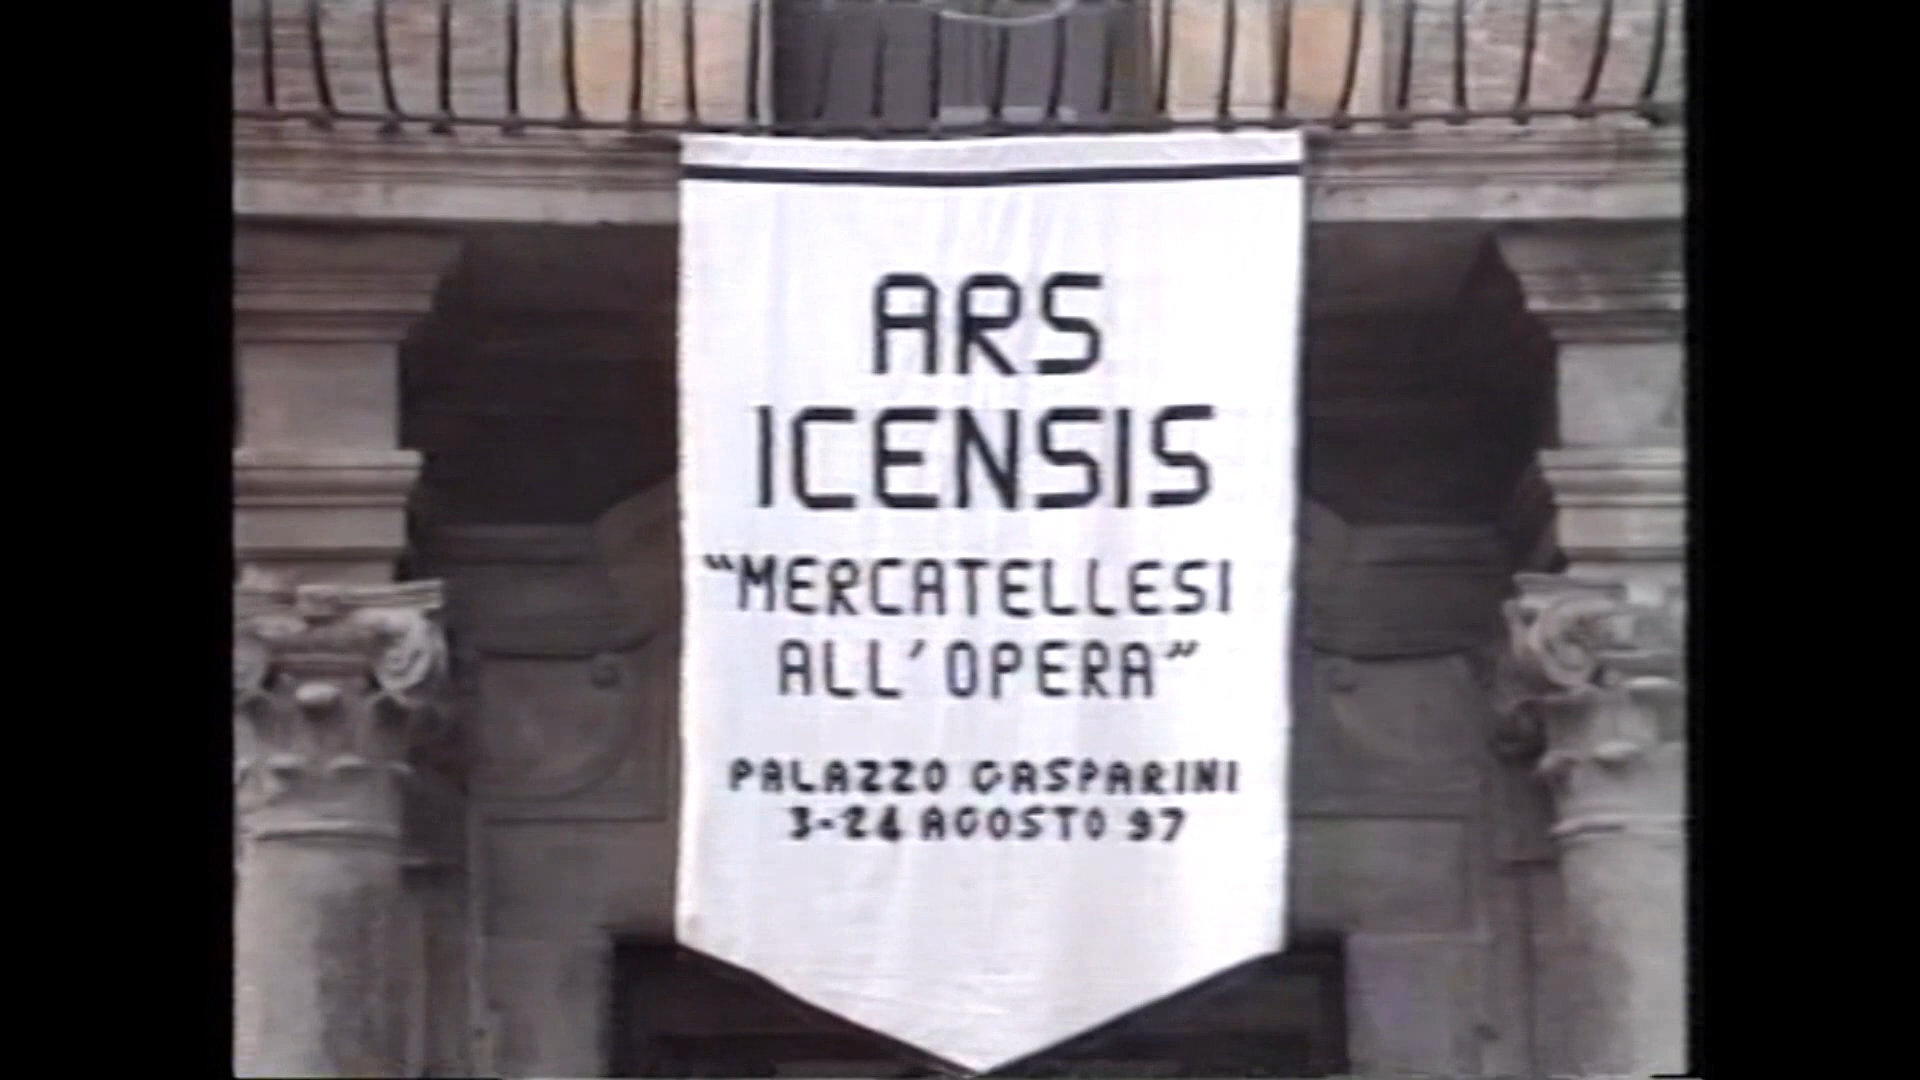 ARS
ICENSIS
“MERCATELLESI
ALL’OPERA”
PALAZZO GASPARINI
3-24 AGOSTO 97